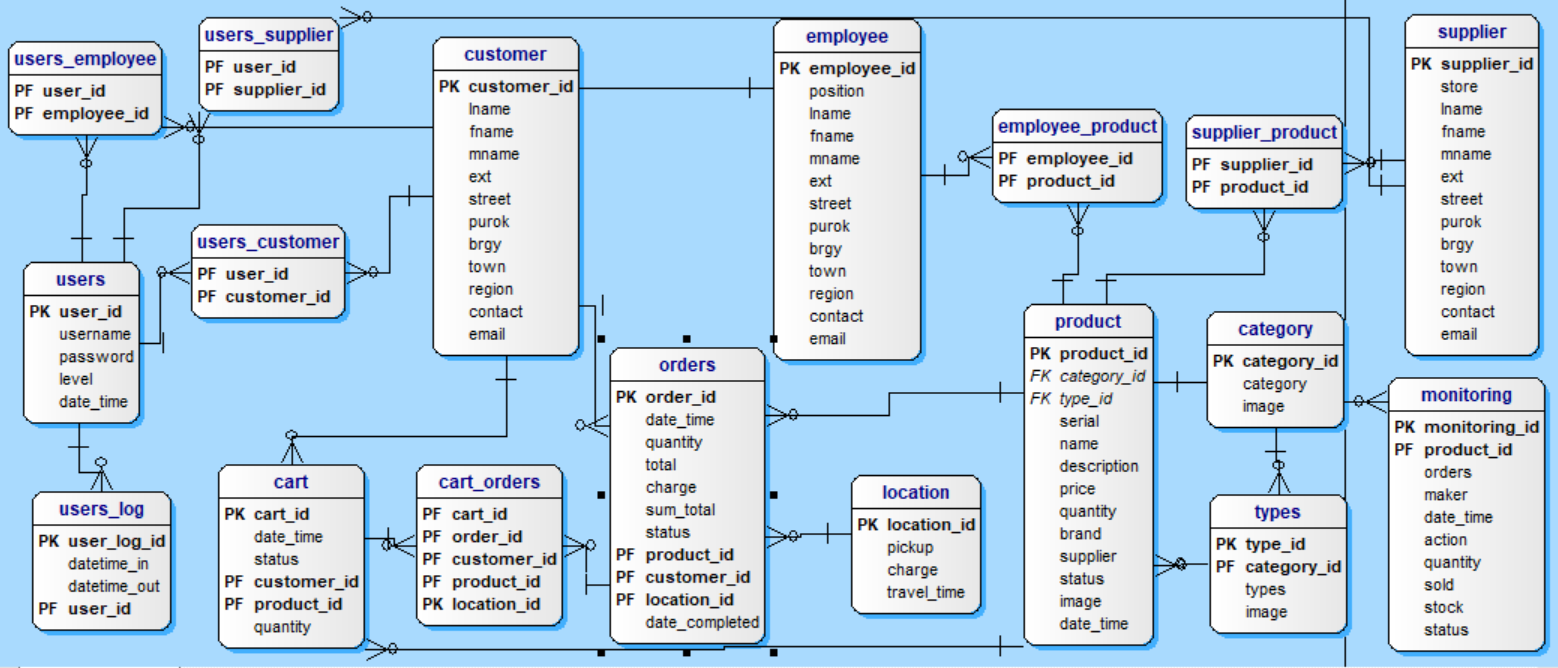 users_employee
PF user_id
PF employee_id
users_supplier
PF user_id
PF supplier_id
customer
PK customer_id
lname
fname
mname
ext
street
purok
brgy
town
region
contact
email
employee
PK employee_id
position
lname
fname
mname
ext
street
purok
brgy
town
region
contact
email
supplier
PK supplier_id
store
lname
fname
mname
ext
street
purok
brgy
town
region
contact
email
employee_product
PF employee_id
PF product_id
supplier_product
PF supplier_id
PF product_id
users_customer
PF user_id
PF customer_id
users
PK user_id
username
password
level
date_time
orders
PK order_id
date_time
quantity
total
charge
sum_total
status
PF product_id
PF customer_id
PF location_id
date_completed
product
PK product_id
FK category_id
FK type_id
serial
name
description
price
quantity
brand
supplier
status
image
date_time
category
PK category_id
category
image
monitoring
PK monitoring_id
PF product_id
orders
maker
date_time
action
quantity
sold
stock
status
users_log
PK user_log_id
datetime_in
datetime_out
PF user_id
cart
PK cart_id
date_time
status
PF customer_id
PF product_id
quantity
cart_orders
PF cart_id
PF order_id
PF customer_id
PF product_id
PK location_id
location
PK location_id
pickup
charge
travel_time
types
PK type_id
PF category_id
types
image